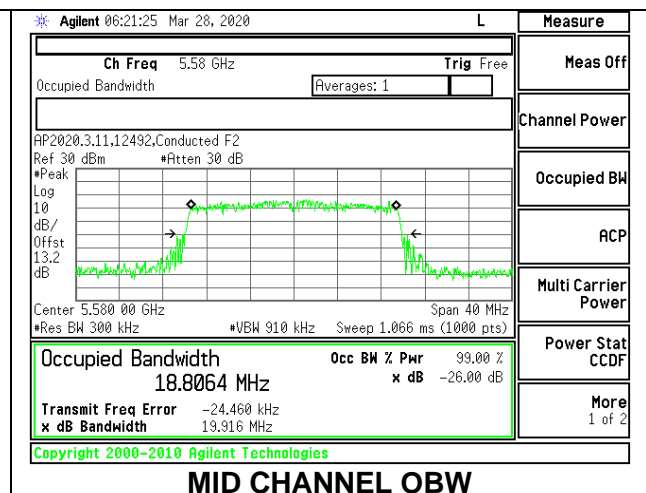 Agilent 06:21:25 Mar 28, 2020 L Measure
Ch Freq 5.58 GHz Trig Free
Meas Off
Occupied Bandwidth Averages: 1
Channel Power
AP2020.3.11,12492,Conducted F2
Ref 30 dBm #Atten 30 dB
#Peak
Log
10
dB/
Offst
13.2
dB
Occupied BW
ACP
Center 5.580 00 GHz Span 40 MHz
#Res BW 300 kHz #VBW 910 kHz Sweep 1.066 ms (1000 pts)
Multi Carrier
Power
Occupied Bandwidth Occ BW % Pwr 99.00 %
18.8064 MHz x dB -26.00 dB
Power Stat
CCDF
Transmit Freq Error -24.460 kHz
x dB Bandwidth 19.916 MHz
More
1 of 2
Copyright 2000-2010 Agilent Technologies
MID CHANNEL OBW